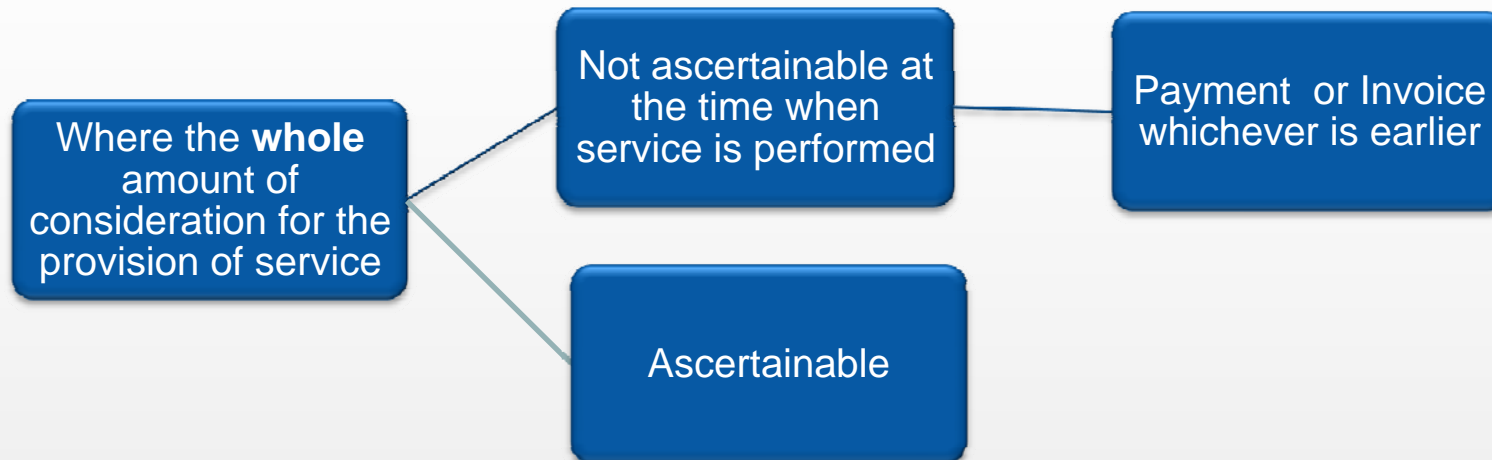 Where the whole
amount of
consideration for the
provision of service
Not ascertainable at
the time when
service is performed
Payment or Invoice
whichever is earlier
Ascertainable